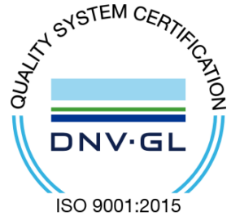 QUALITY SYSTEM CERTIFICATION
DNV·GL
ISO 9001:2015